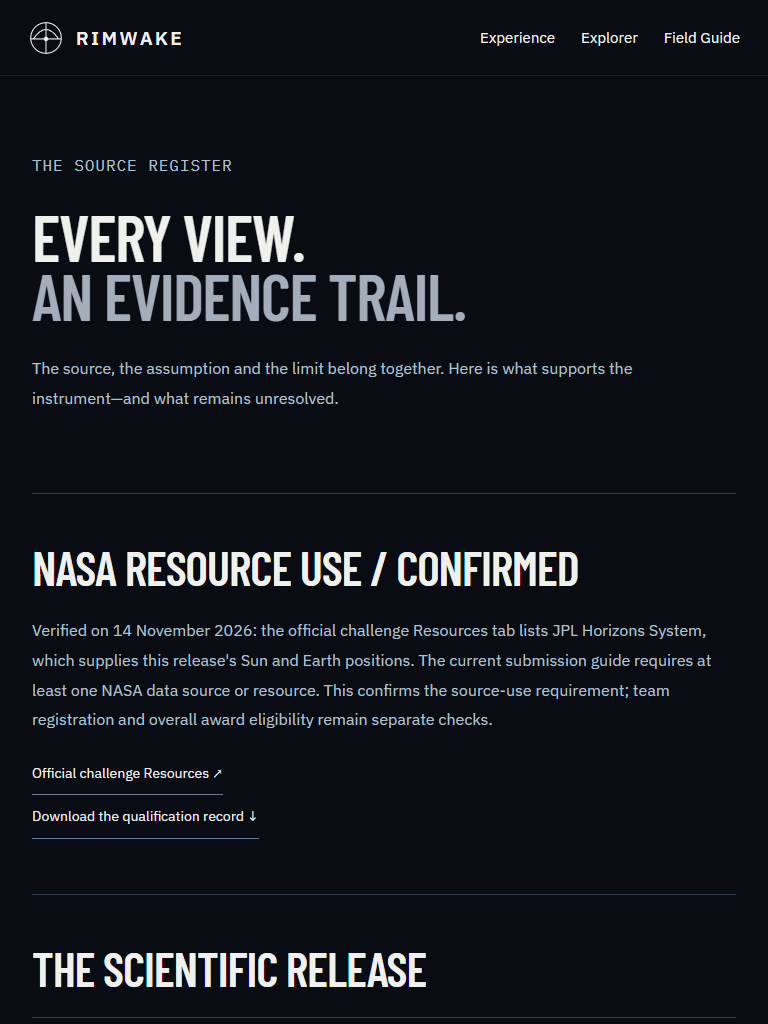 RIMWAKE
Experience
Explorer
Field Guide
THE SOURCE REGISTER
EVERY VIEW.
AN EVIDENCE TRAIL.
The source, the assumption and the limit belong together. Here is what supports the
instrument—and what remains unresolved.
NASA RESOURCE USE / CONFIRMED
Verified on 14 November 2026: the official challenge Resources tab lists JPL Horizons System,
which supplies this release's Sun and Earth positions. The current submission guide requires at
least one NASA data source or resource. This confirms the source-use requirement; team
registration and overall award eligibility remain separate checks.
Official challenge Resources ↗
Download the qualification record ↓
THE SCIENTIFIC RELEASE